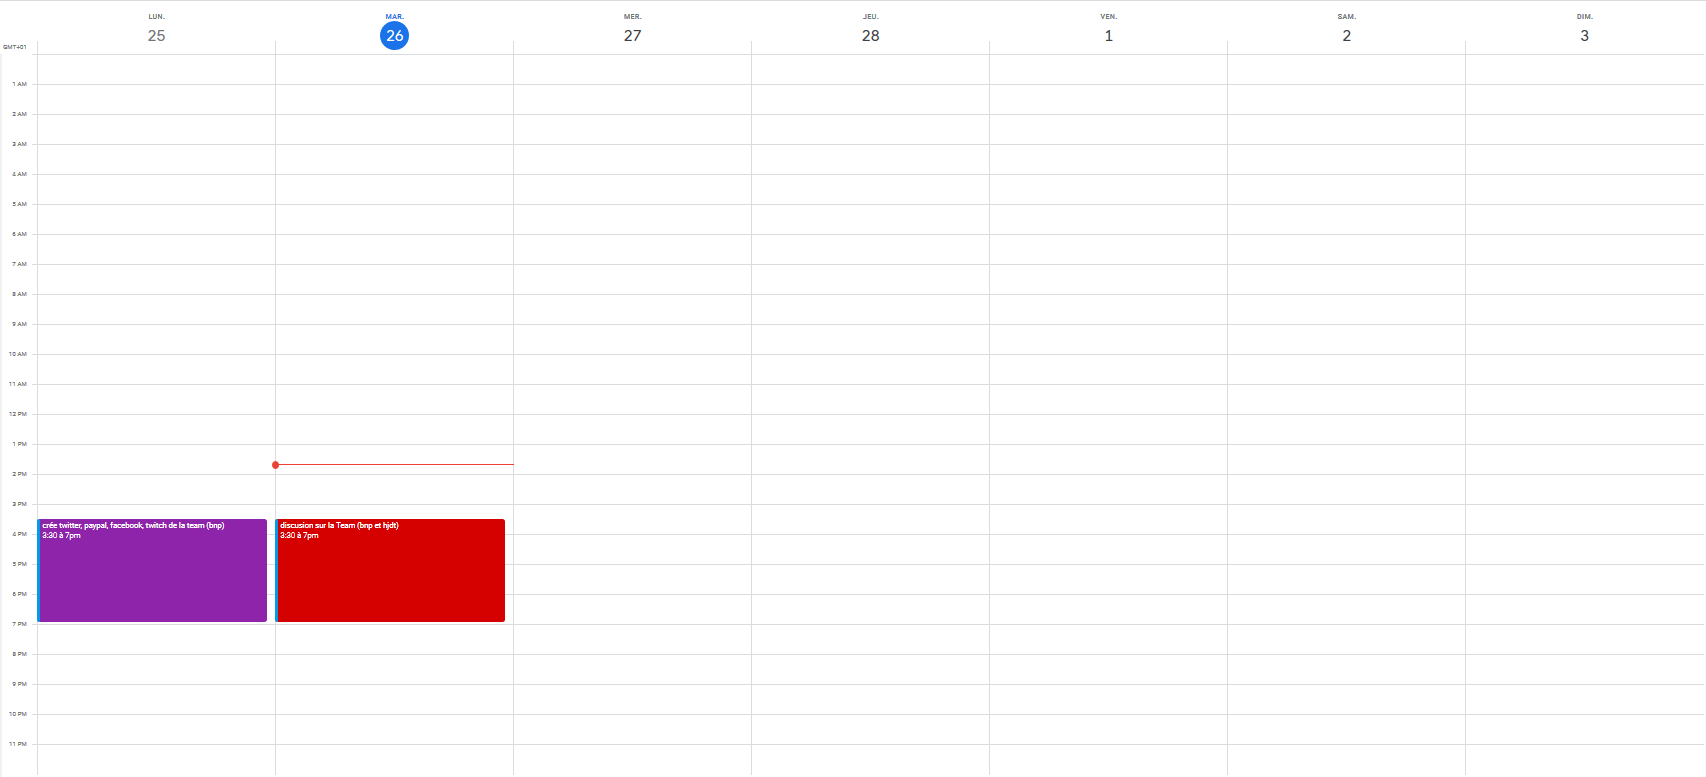 LUN.
25
MAR.
26
MER.
27
JEU.
28
VEN.
1
SAM.
2
DIM.
3
GMT+01
1 AM
2 AM
3 AM
4 AM
5 AM
6 AM
7 AM
8 AM
9 AM
10 AM
11 AM
12 PM
1 PM
2 PM
3 PM
crée twitter, paypal, facebook, twitch de la team (bnp)
3:30 à 7pm
discusion sur la Team (bnp et hjdt)
3:30 à 7pm
4 PM
5 PM
6 PM
7 PM
8 PM
9 PM
10 PM
11 PM